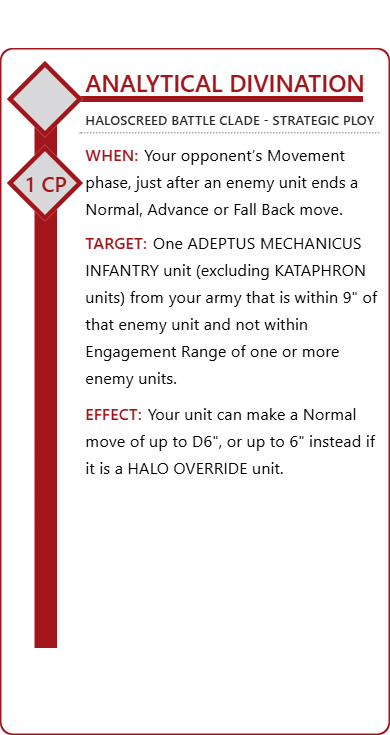 ANALYTICAL DIVINATION
HALOSCREED BATTLE CLADE - STRATEGIC PLOY
1 CP
WHEN: Your opponent's Movement
phase, just after an enemy unit ends a
Normal, Advance or Fall Back move.
TARGET: One ADEPTUS MECHANICUS
INFANTRY unit (excluding KATAPHRON
units) from your army that is within 9" of
that enemy unit and not within
Engagement Range of one or more
enemy units.
EFFECT: Your unit can make a Normal
move of up to D6", or up to 6" instead if
it is a HALO OVERRIDE unit.